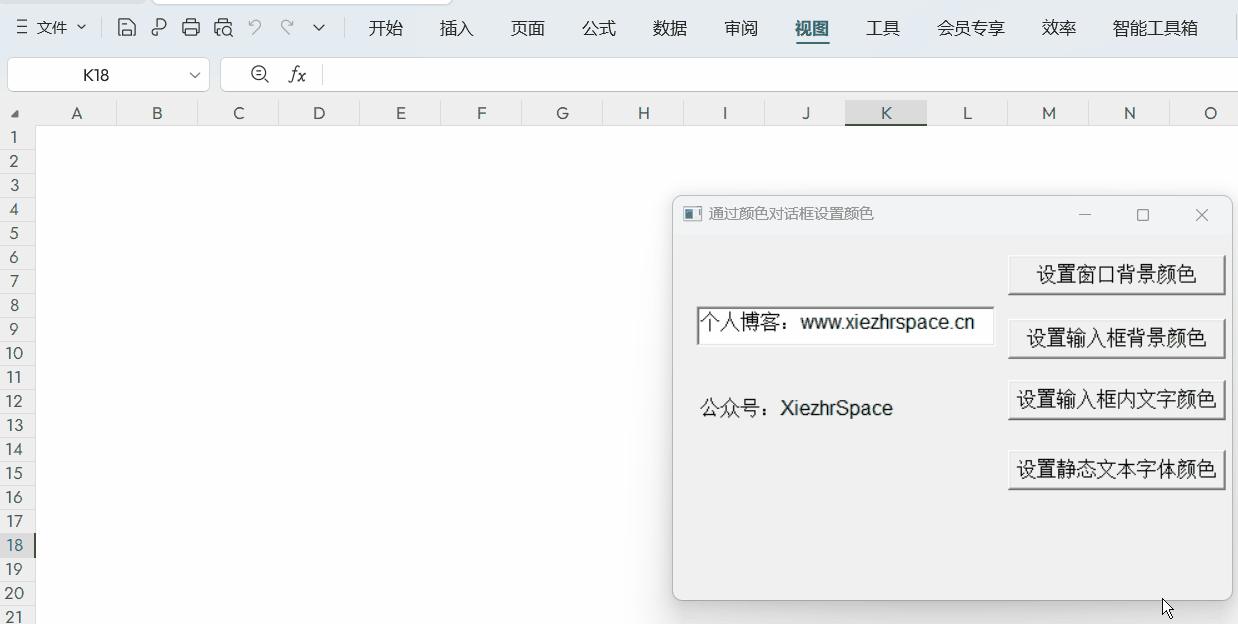 文件 开始 插入 页面 公式 数据 审阅 视图 工具 会员专享 效率 智能工具箱
K18 fx
A B C D E F G H I J K L M N O
1
2
3
4
5
6
7
8
9
10
11
12
13
14
15
16
17
18
19
20
21
通过颜色对话框设置颜色
设置窗口背景颜色
个人博客：www.xiezhrspace.cn
设置输入框背景颜色
设置输入框内文字颜色
公众号：XiezhrSpace
设置静态文本字体颜色